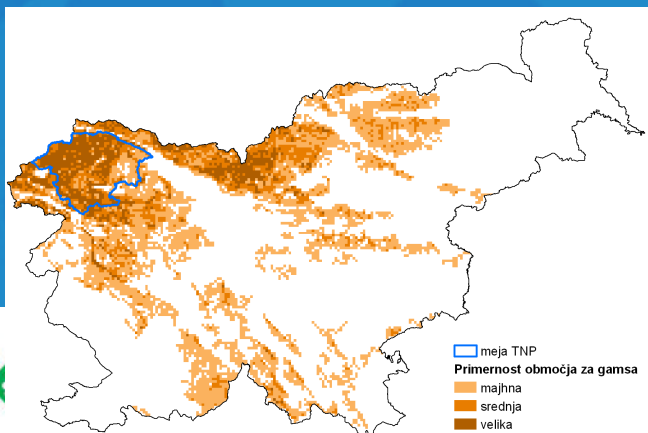 meja TNP
Primernost območja za gamsa
majhna
srednja
velika